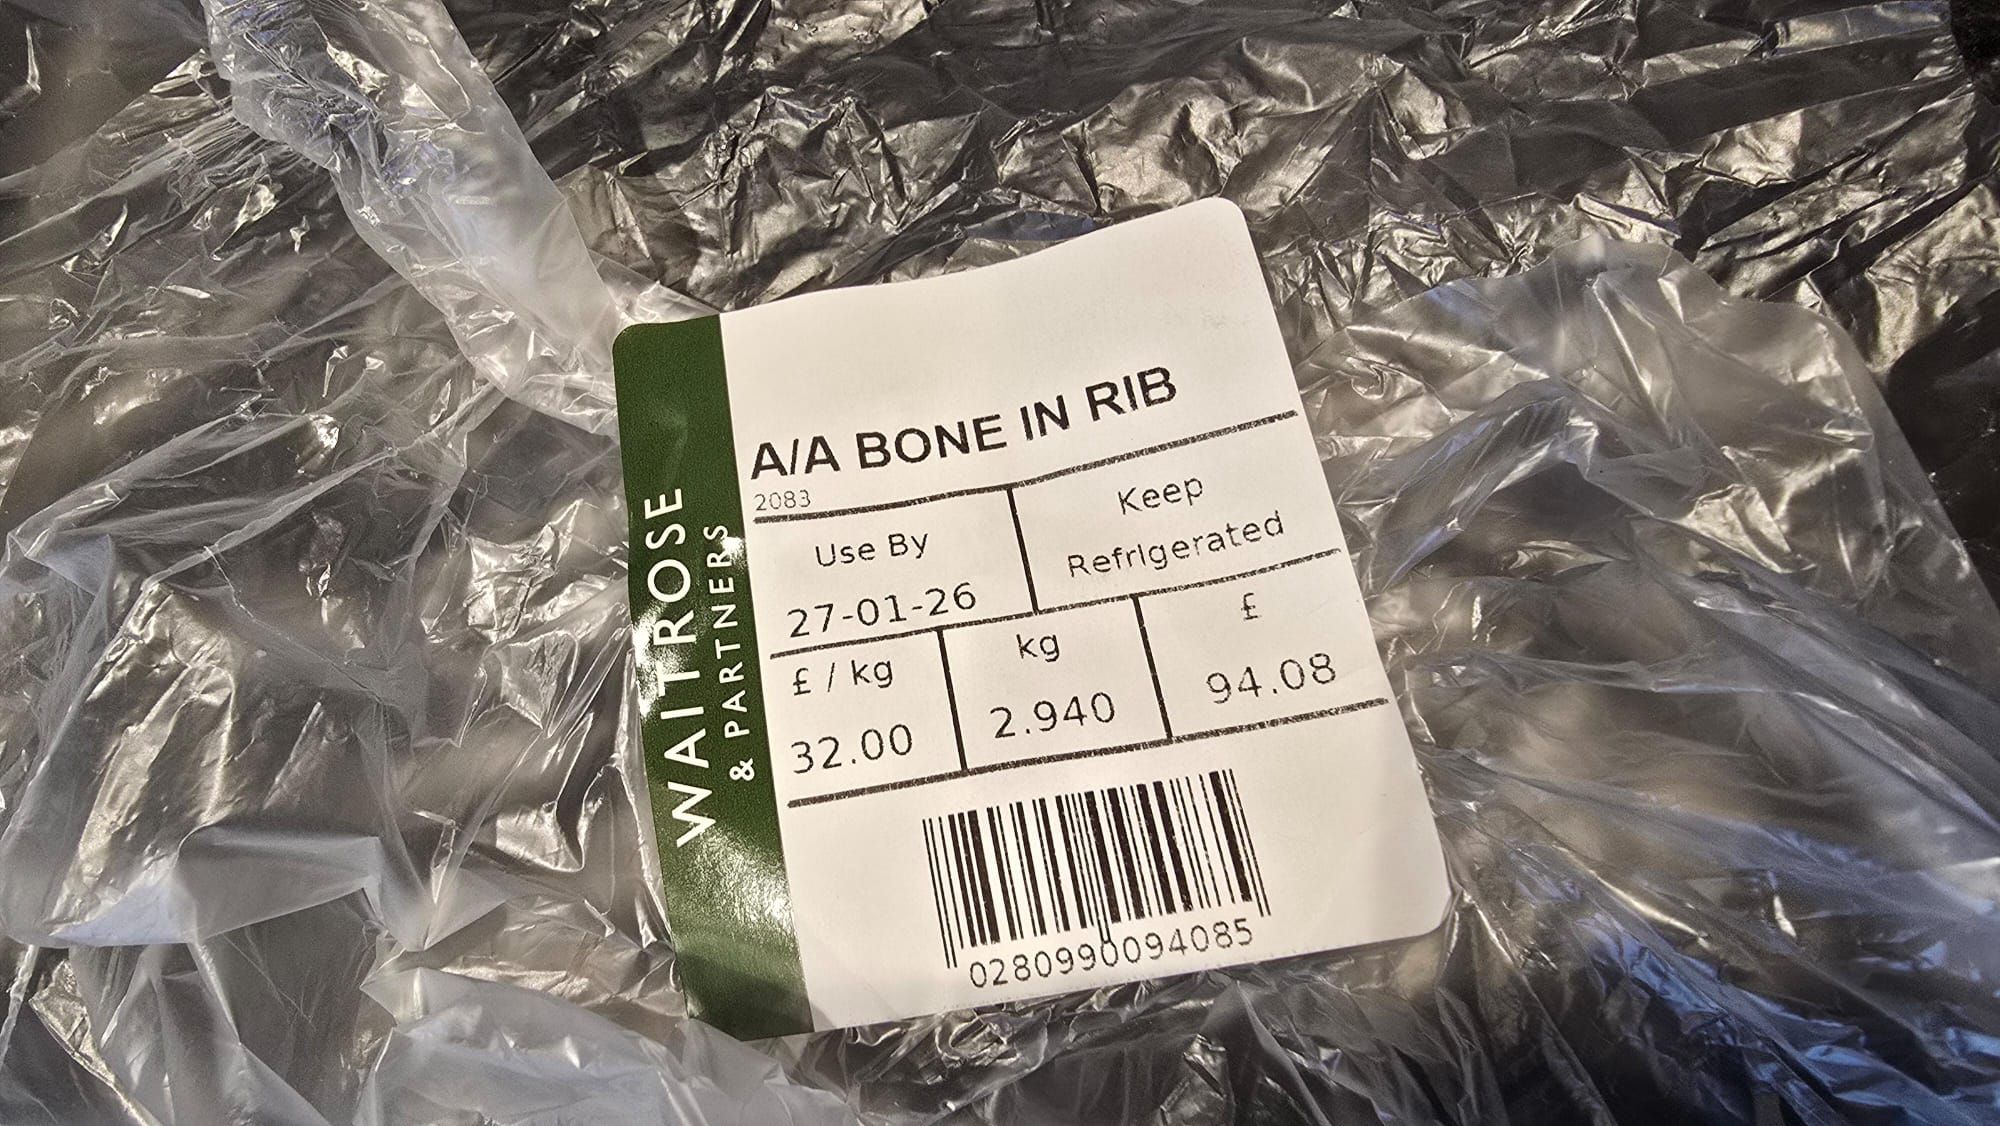 WAITROSE
& PARTNERS
A/A BONE IN RIB
2083
Use By
27-01-26
Keep
Refrigerated
£ / kg
32.00
kg
2.940
£
94.08
0280990094085